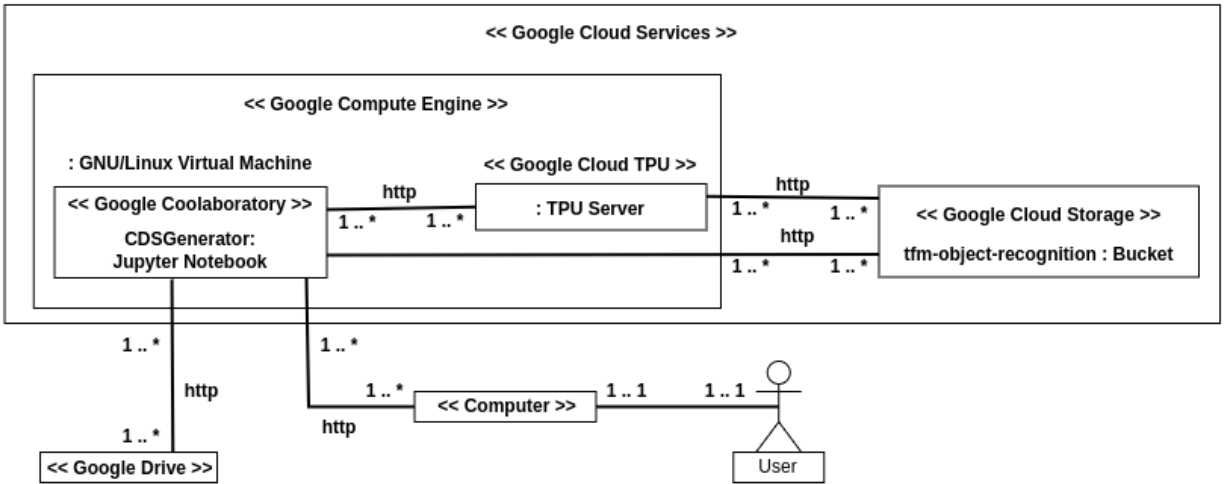 << Google Cloud Services >>
<< Google Compute Engine >>
: GNU/Linux Virtual Machine
<< Google Cloud TPU >>
<< Google Coolaboratory >>
CDSGenerator:
Jupyter Notebook
http
1 .. *
1 .. *
: TPU Server
http
1 .. *
1 .. *
<< Google Cloud Storage >>
tfm-object-recognition : Bucket
http
1 .. *
1 .. *
1 .. *
http
1 .. *
<< Google Drive >>
1 .. *
1 .. *
http
<< Computer >>
1 .. 1
1 .. 1
User